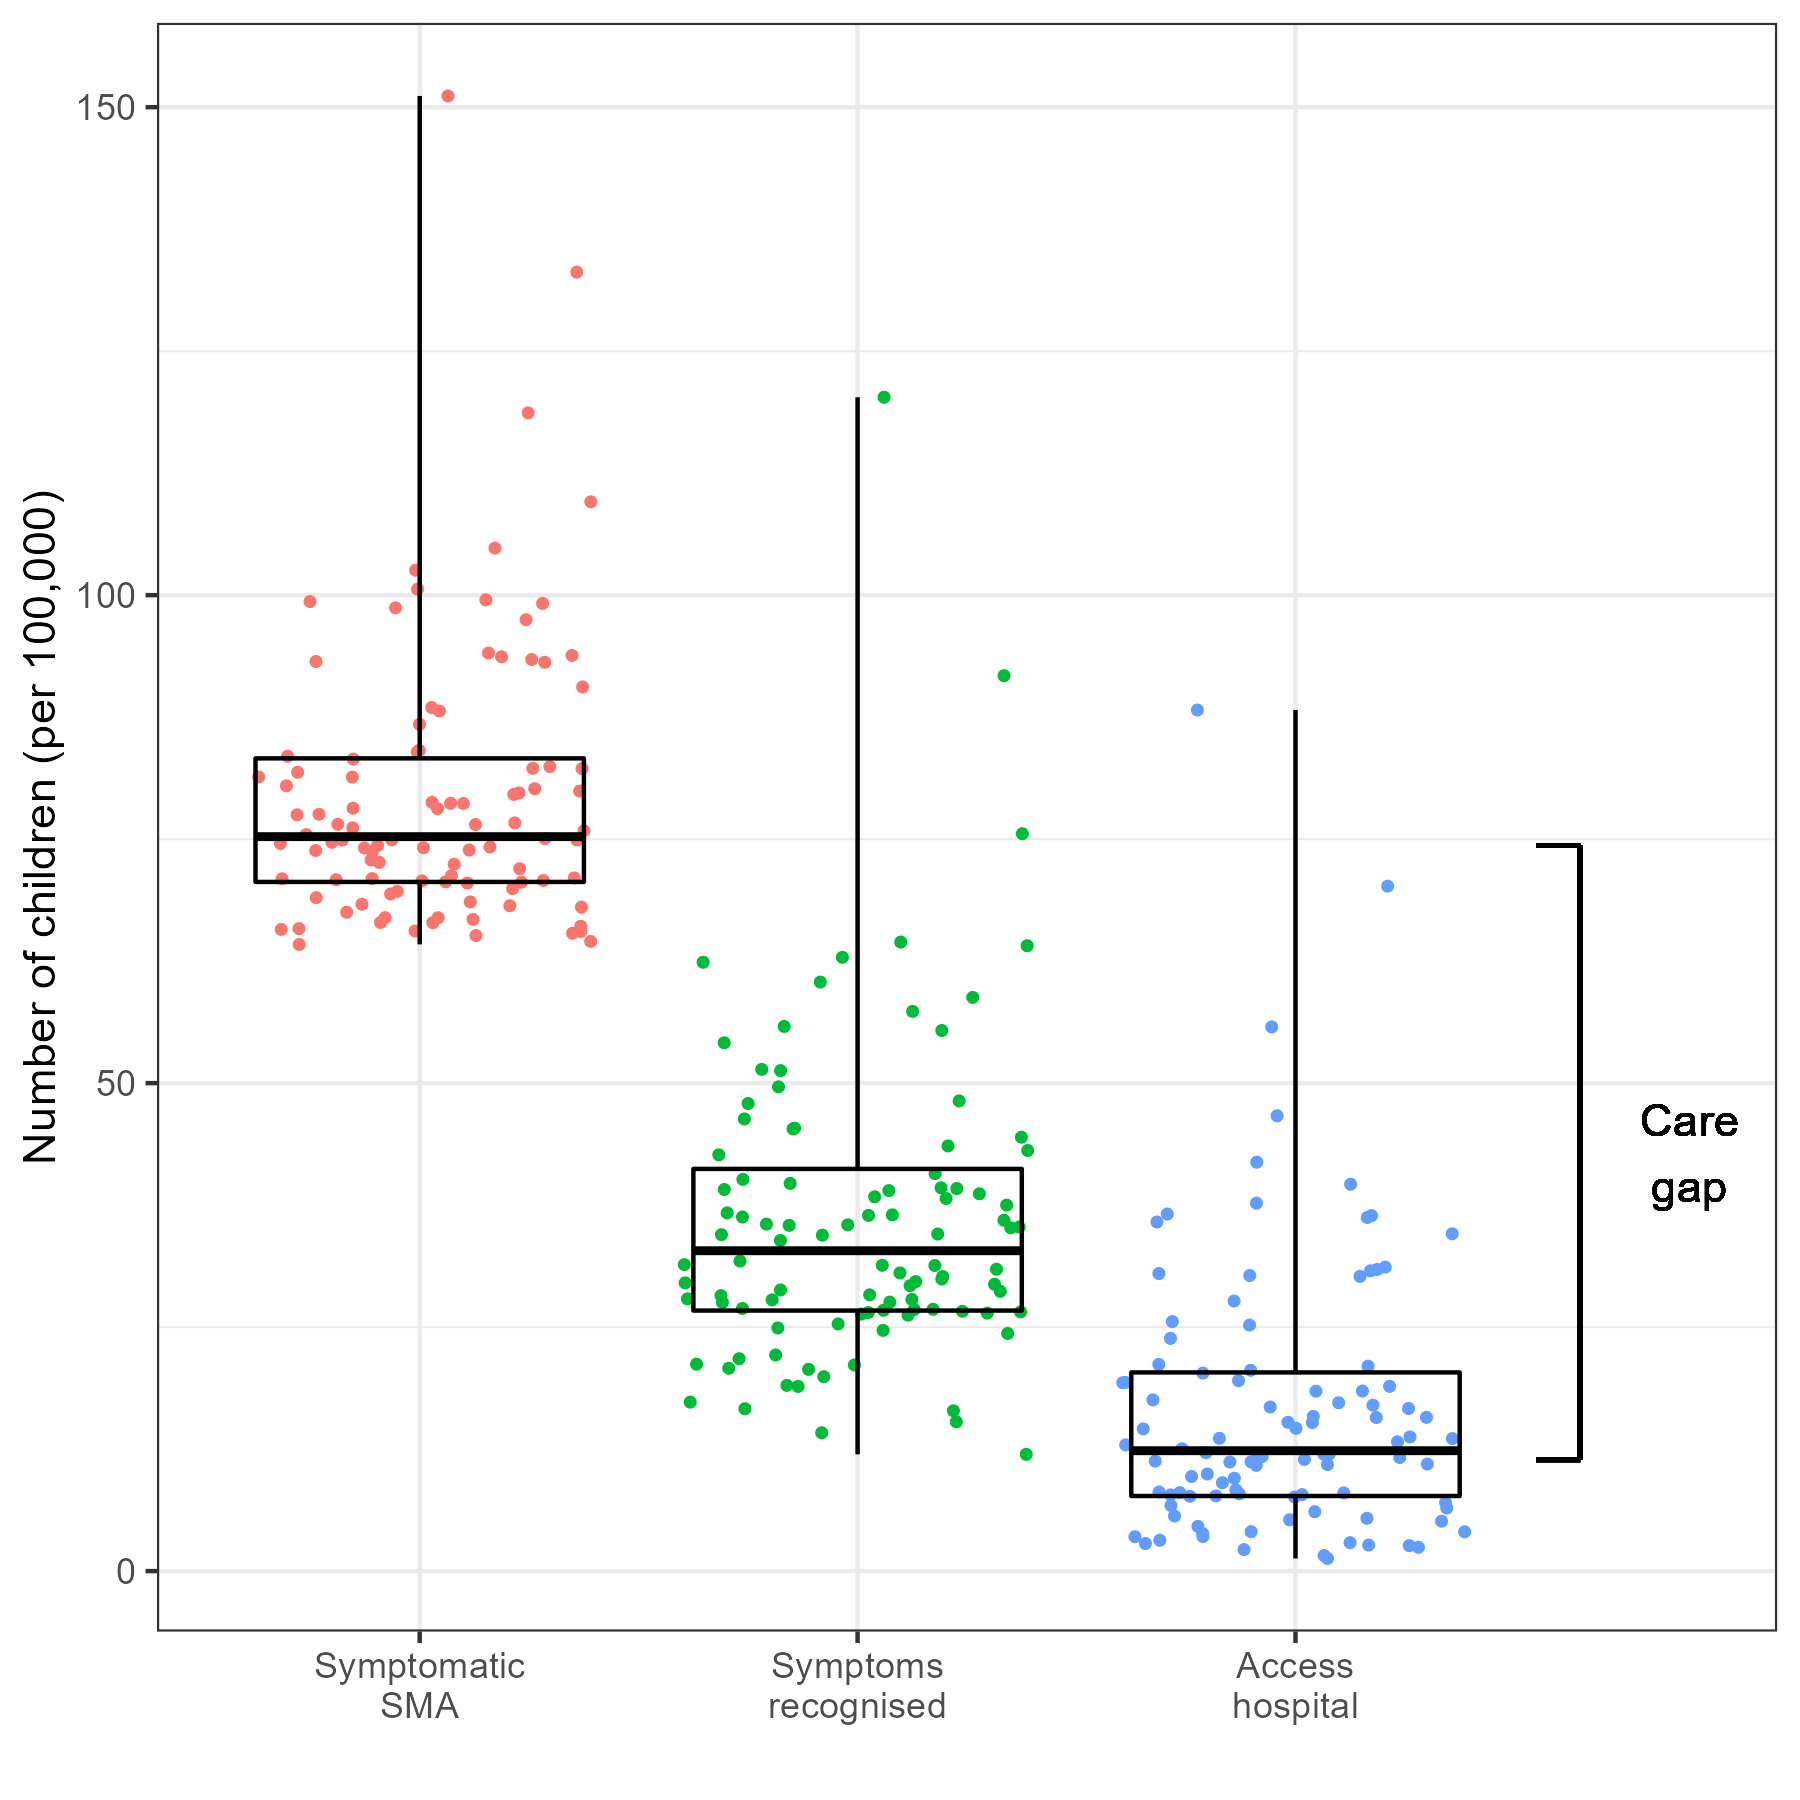 Number of children (per 100,000)
150
100
50
0
Care
gap
Symptomatic
SMA
Symptoms
recognised
Access
hospital